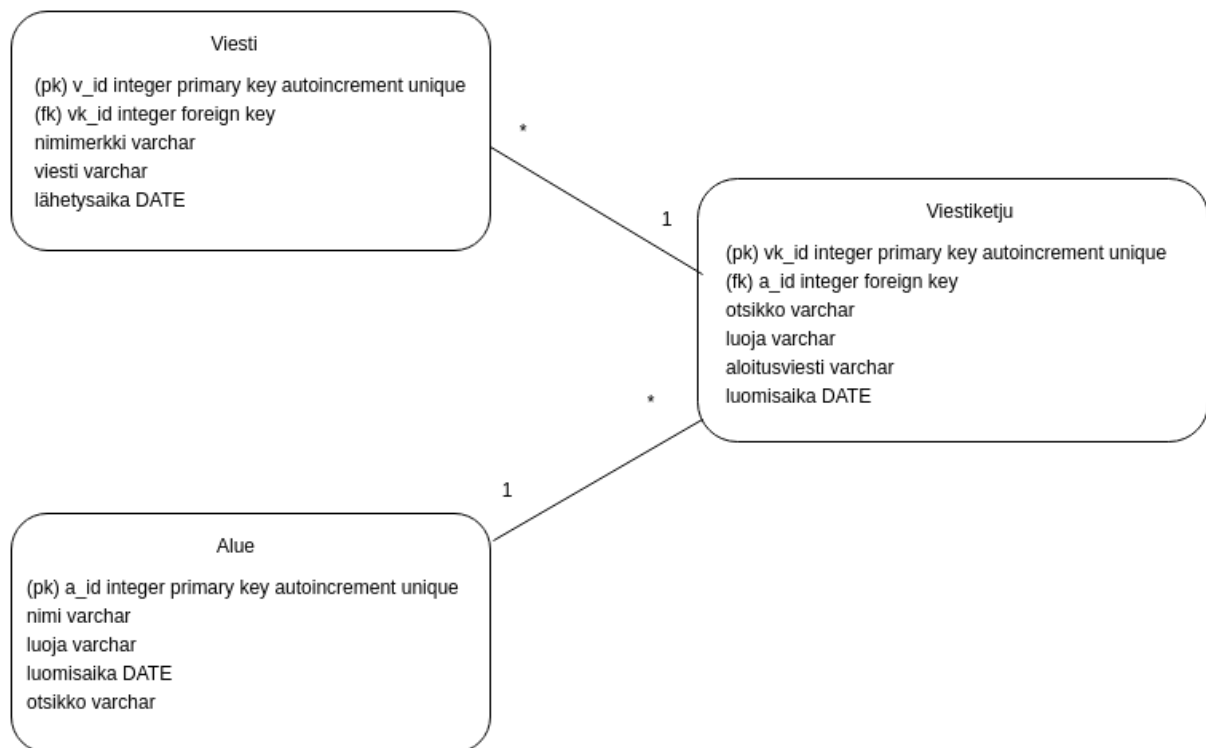 Viesti
(pk) v_id integer primary key autoincrement unique
(fk) vk_id integer foreign key
nimimerkki varchar
viesti varchar
lähetysaika DATE
*
1
Viestiketju
(pk) vk_id integer primary key autoincrement unique
(fk) a_id integer foreign key
otsikko varchar
luoja varchar
aloitusviesti varchar
luomisaika DATE
*
1
Alue
(pk) a_id integer primary key autoincrement unique
nimi varchar
luoja varchar
luomisaika DATE
otsikko varchar